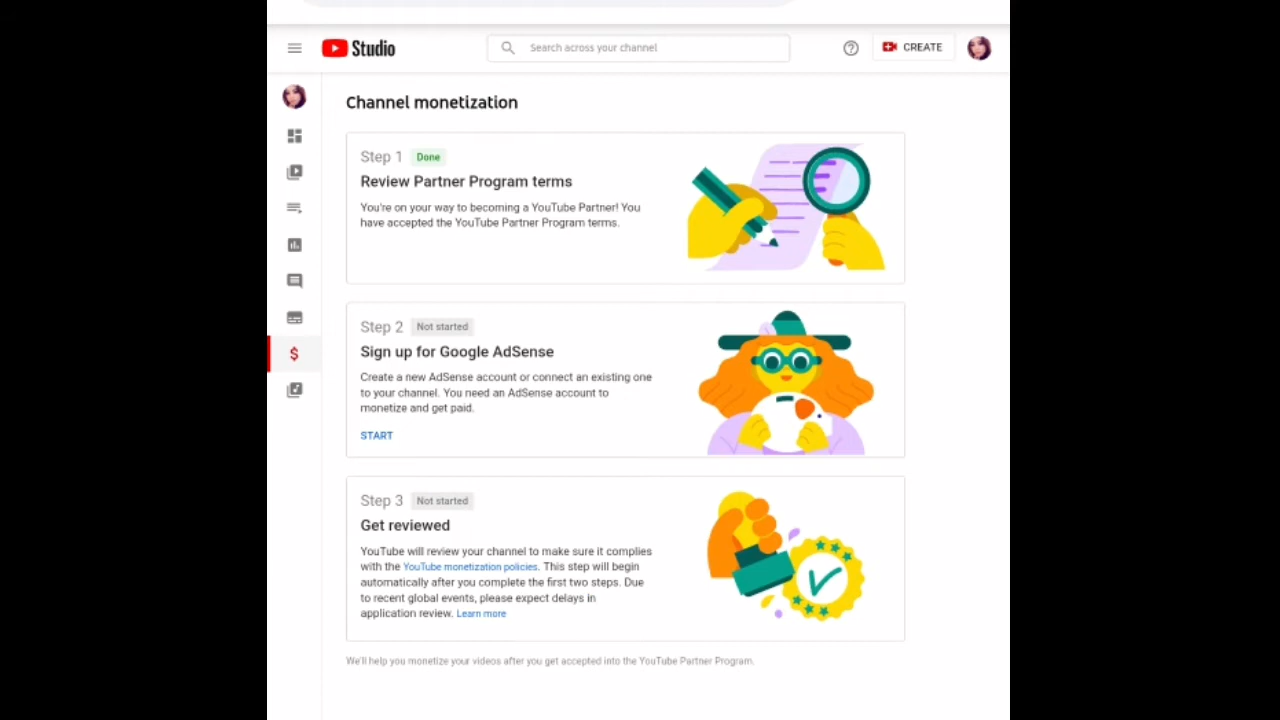 Studio
Search across your channel
CREATE
Channel monetization
Step 1 Done
Review Partner Program terms
You're on your way to becoming a YouTube Partner! You
have accepted the YouTube Partner Program terms.
Step 2 Not started
Sign up for Google AdSense
Create a new AdSense account or connect an existing one
to your channel. You need an AdSense account to
monetize and get paid.
START
Step 3 Not started
Get reviewed
YouTube will review your channel to make sure it complies
with the YouTube monetization policies. This step will begin
automatically after you complete the first two steps. Due
to recent global events, please expect delays in
application review. Learn more
We'll help you monetize your videos after you get accepted into the YouTube Partner Program.